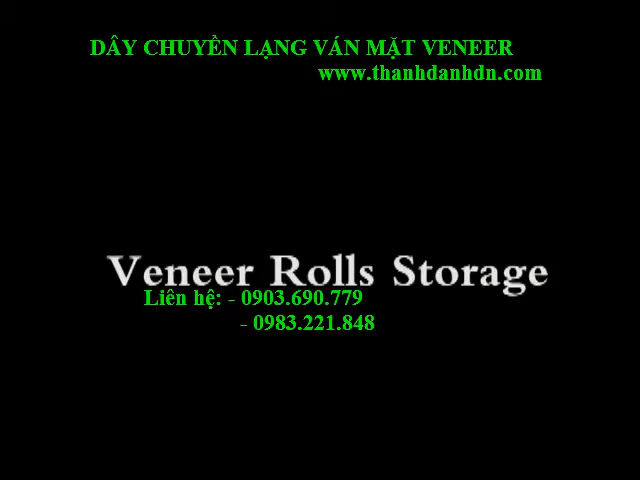 DÂY CHUYỀN LẠNG VÁN MẶT VENEER
www.thanhdanhdn.com
Veneer Rolls Storage
Liên hệ: - 0903.690.779
- 0983.221.848